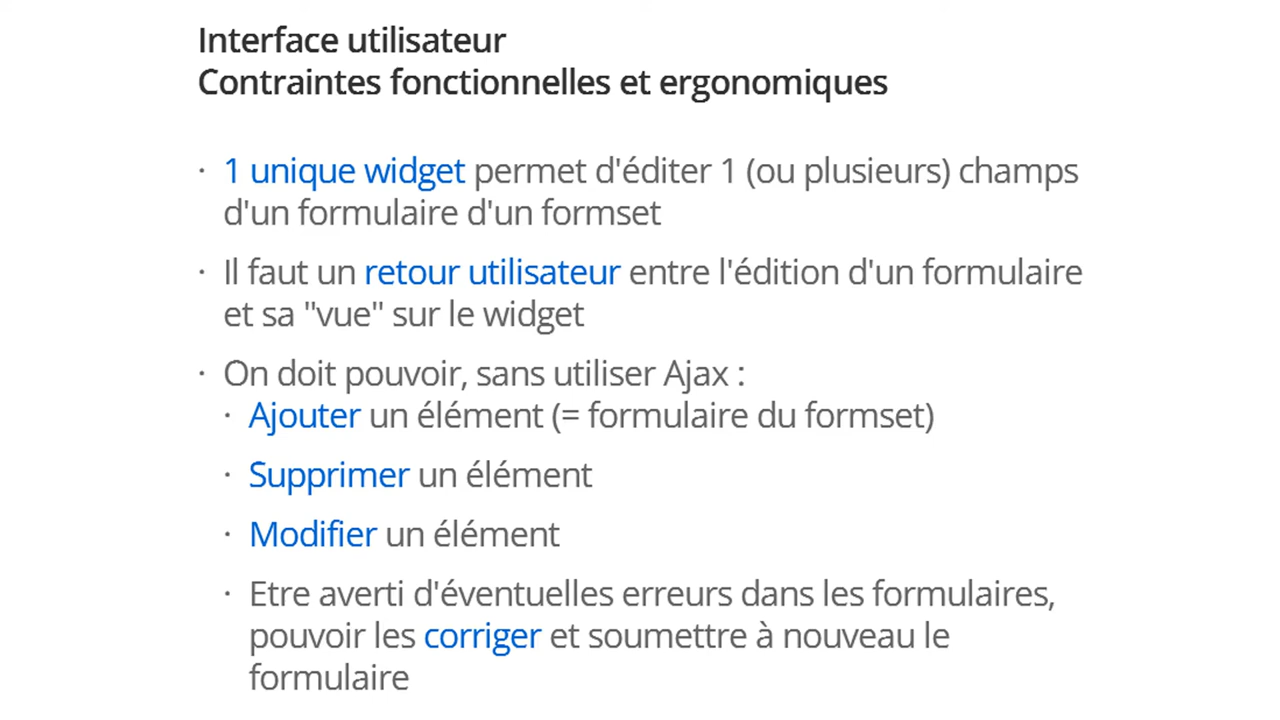 Interface utilisateur
Contraintes fonctionnelles et ergonomiques
· 1 unique widget permet d'éditer 1 (ou plusieurs) champs
d'un formulaire d'un formset
· Il faut un retour utilisateur entre l'édition d'un formulaire
et sa "vue" sur le widget
· On doit pouvoir, sans utiliser Ajax :
· Ajouter un élément (= formulaire du formset)
· Supprimer un élément
· Modifier un élément
· Etre averti d'éventuelles erreurs dans les formulaires,
pouvoir les corriger et soumettre à nouveau le
formulaire